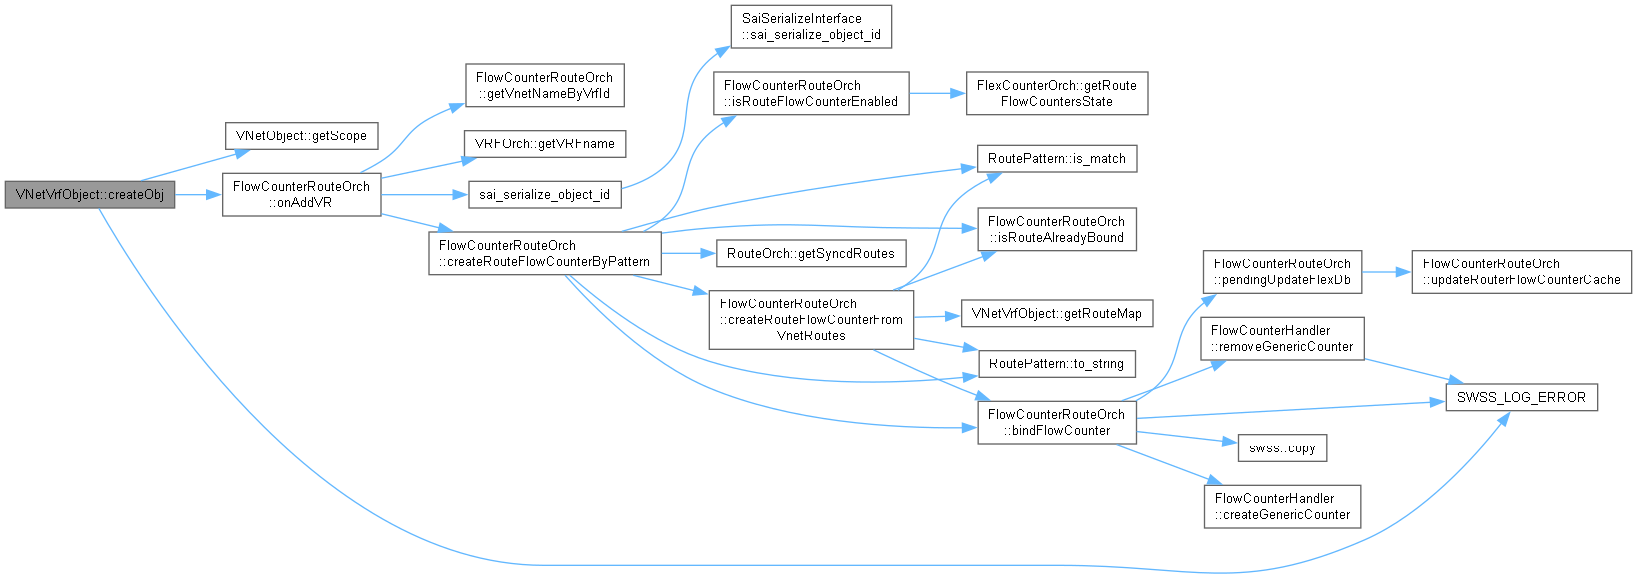 SaiSerializeInterface
::sai_serialize_object_id
FlowCounterRouteOrch
::getVnetNameByVrfId
FlowCounterRouteOrch
::isRouteFlowCounterEnabled
FlexCounterOrch::getRoute
FlowCountersState
VNetObject::getScope
VRFOrch::getVRFname
RoutePattern::is_match
VNetVrfObject::createObj
FlowCounterRouteOrch
::onAddVR
sai_serialize_object_id
FlowCounterRouteOrch
::isRouteAlreadyBound
FlowCounterRouteOrch
::createRouteFlowCounterByPattern
RouteOrch::getSyncdRoutes
FlowCounterRouteOrch
::pendingUpdateFlexDb
FlowCounterRouteOrch
::updateRouterFlowCounterCache
FlowCounterRouteOrch
::createRouteFlowCounterFrom
VnetRoutes
VNetVrfObject::getRouteMap
FlowCounterHandler
::removeGenericCounter
RoutePattern::to_string
SWSS_LOG_ERROR
FlowCounterRouteOrch
::bindFlowCounter
swss::copy
FlowCounterHandler
::createGenericCounter